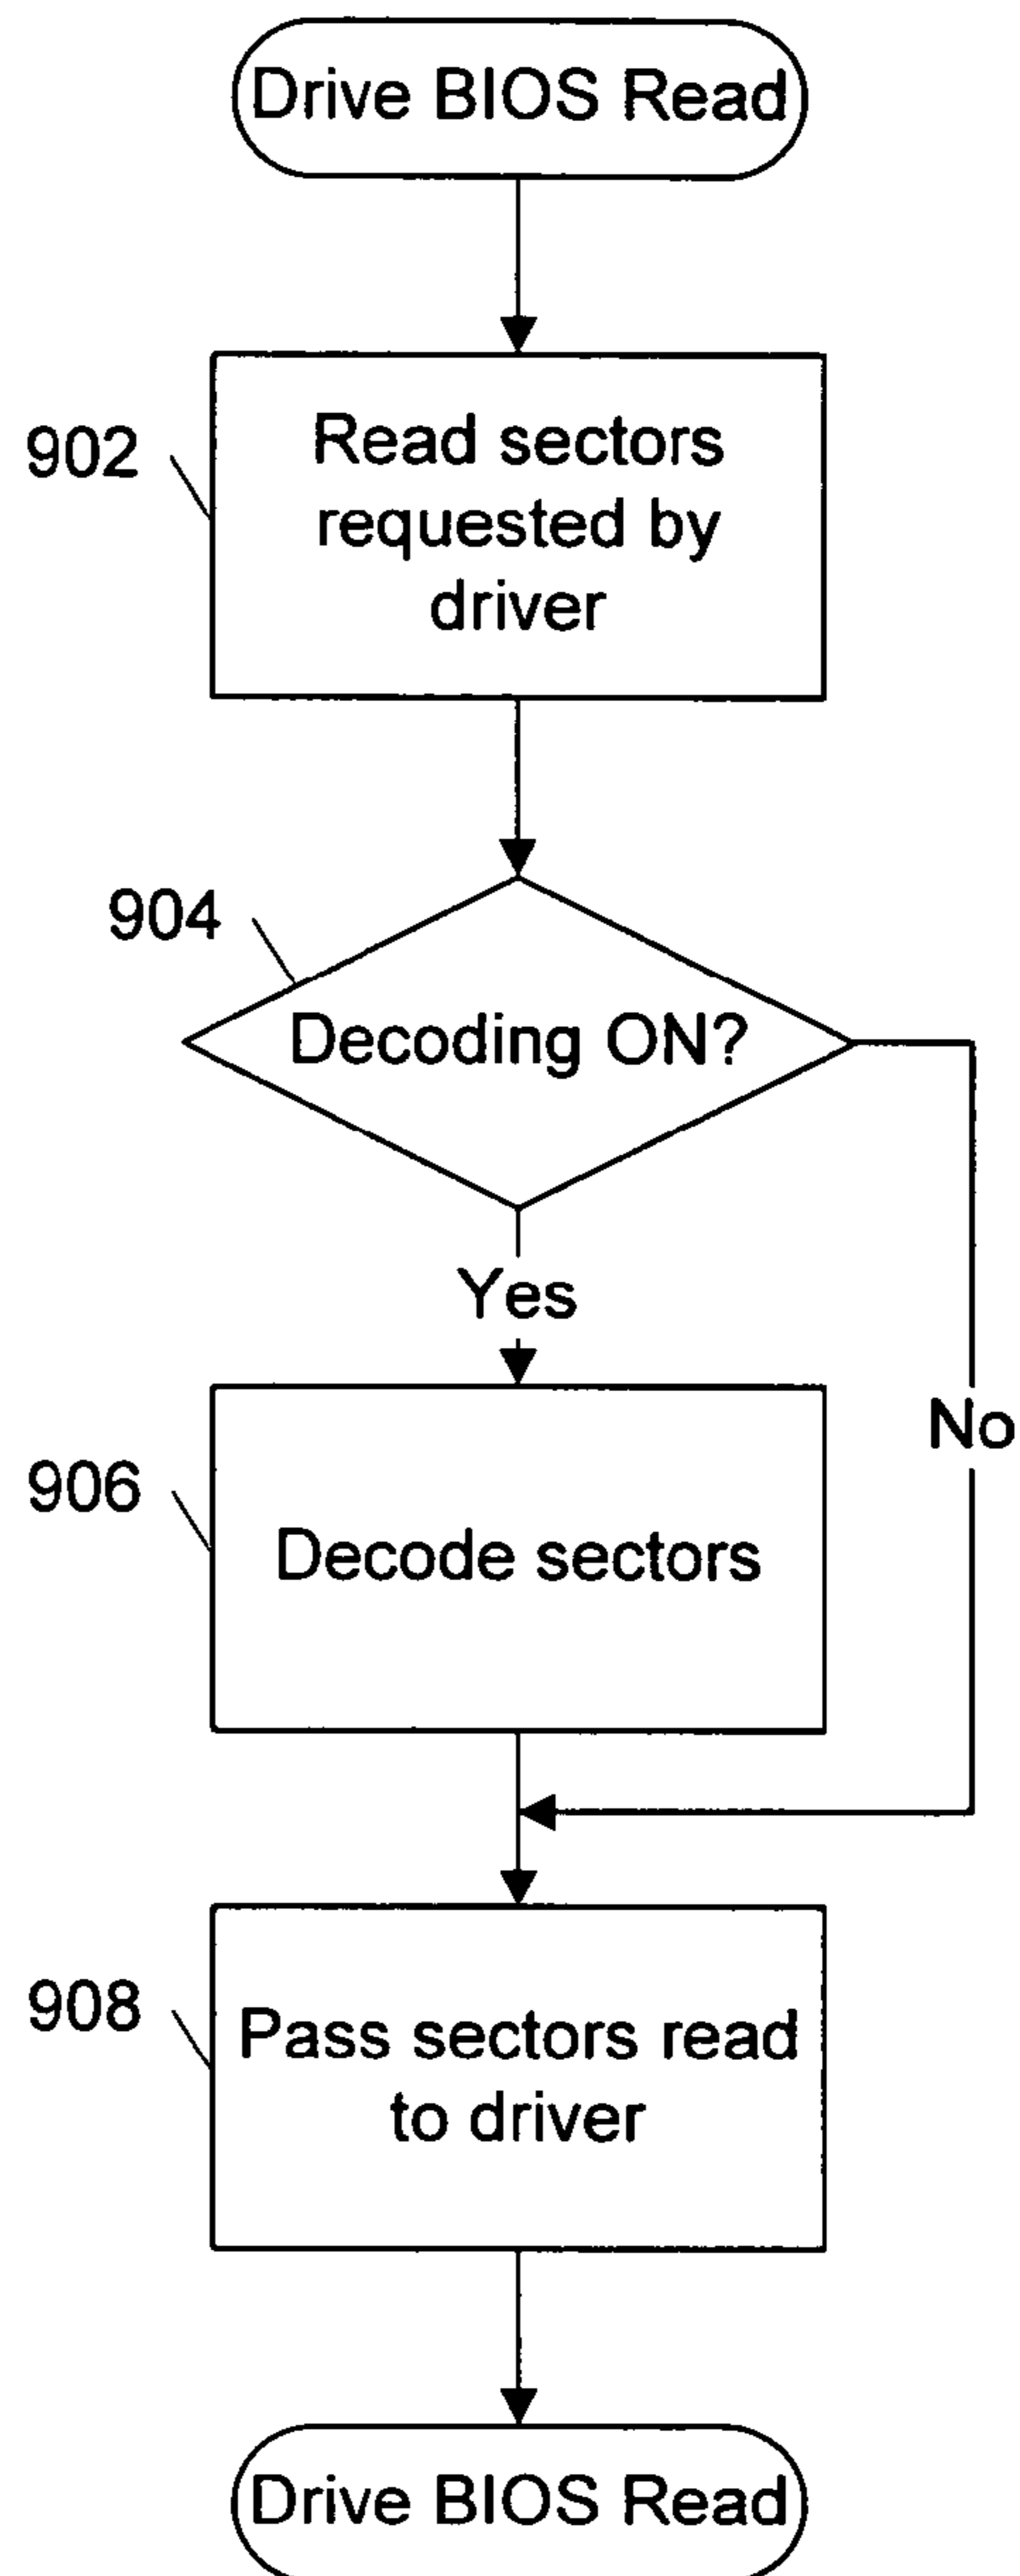 Drive BIOS Read
902
Read sectors
requested by
driver
904
Decoding ON?
Yes
No
906
Decode sectors
908
Pass sectors read
to driver
Drive BIOS Read